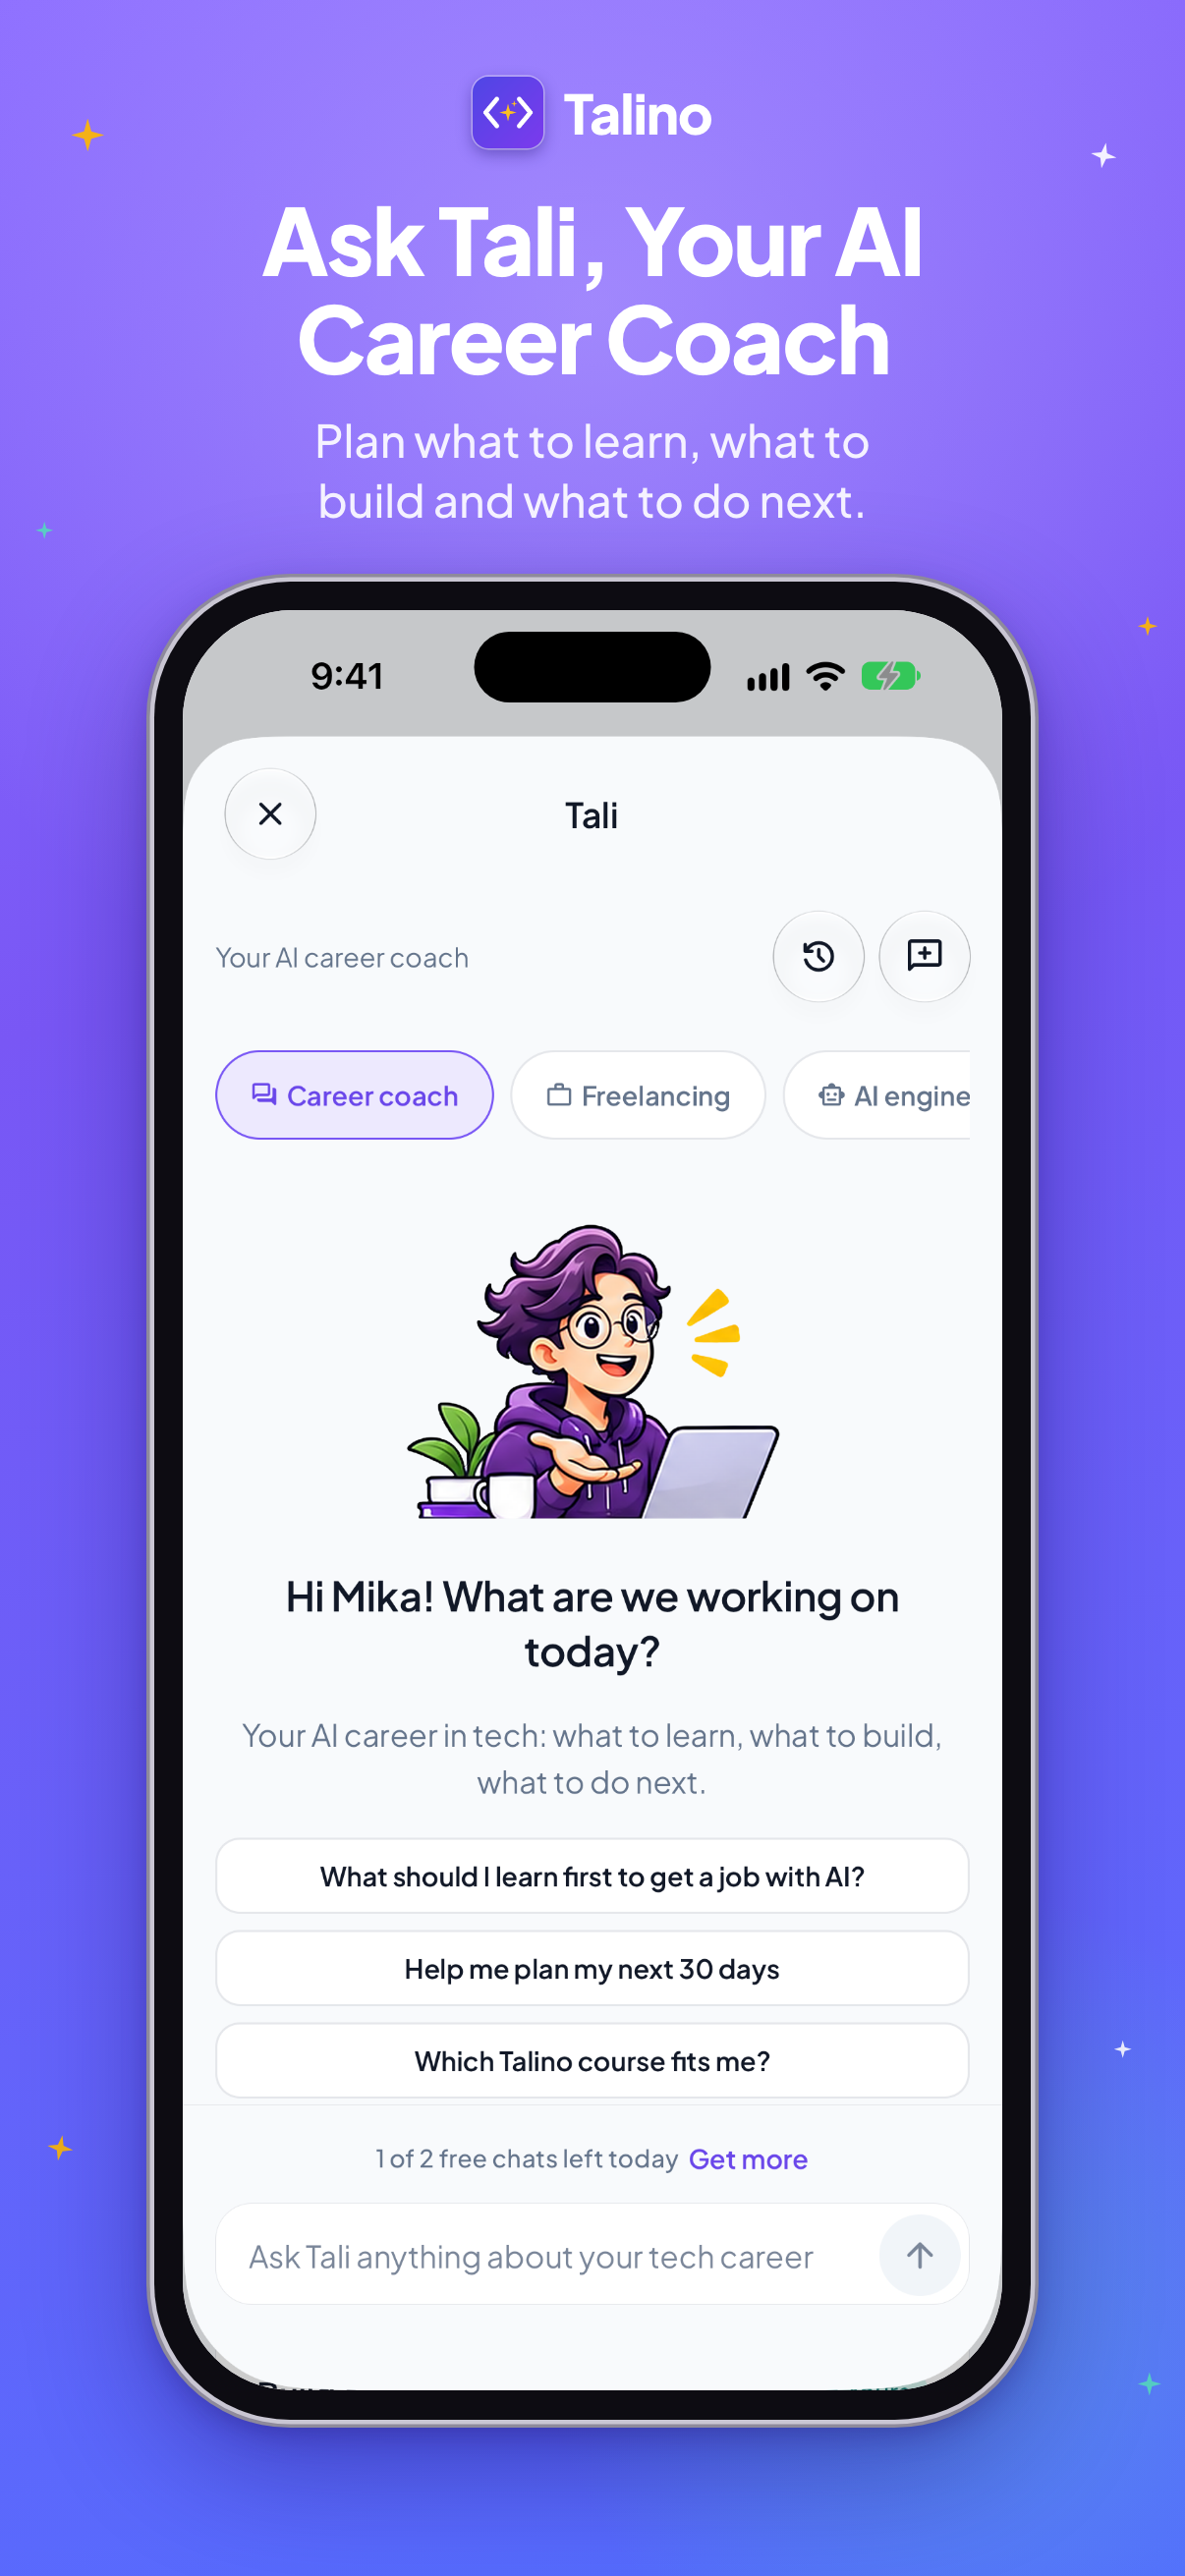 Talino
Ask Tali, Your AI
Career Coach
Plan what to learn, what to
build and what to do next.
9:41
Tali
Your AI career coach
Career coach
Freelancing
AI engine
Hi Mika! What are we working on
today?
Your AI career in tech: what to learn, what to build,
what to do next.
What should I learn first to get a job with AI?
Help me plan my next 30 days
Which Talino course fits me?
1 of 2 free chats left today Get more
Ask Tali anything about your tech career